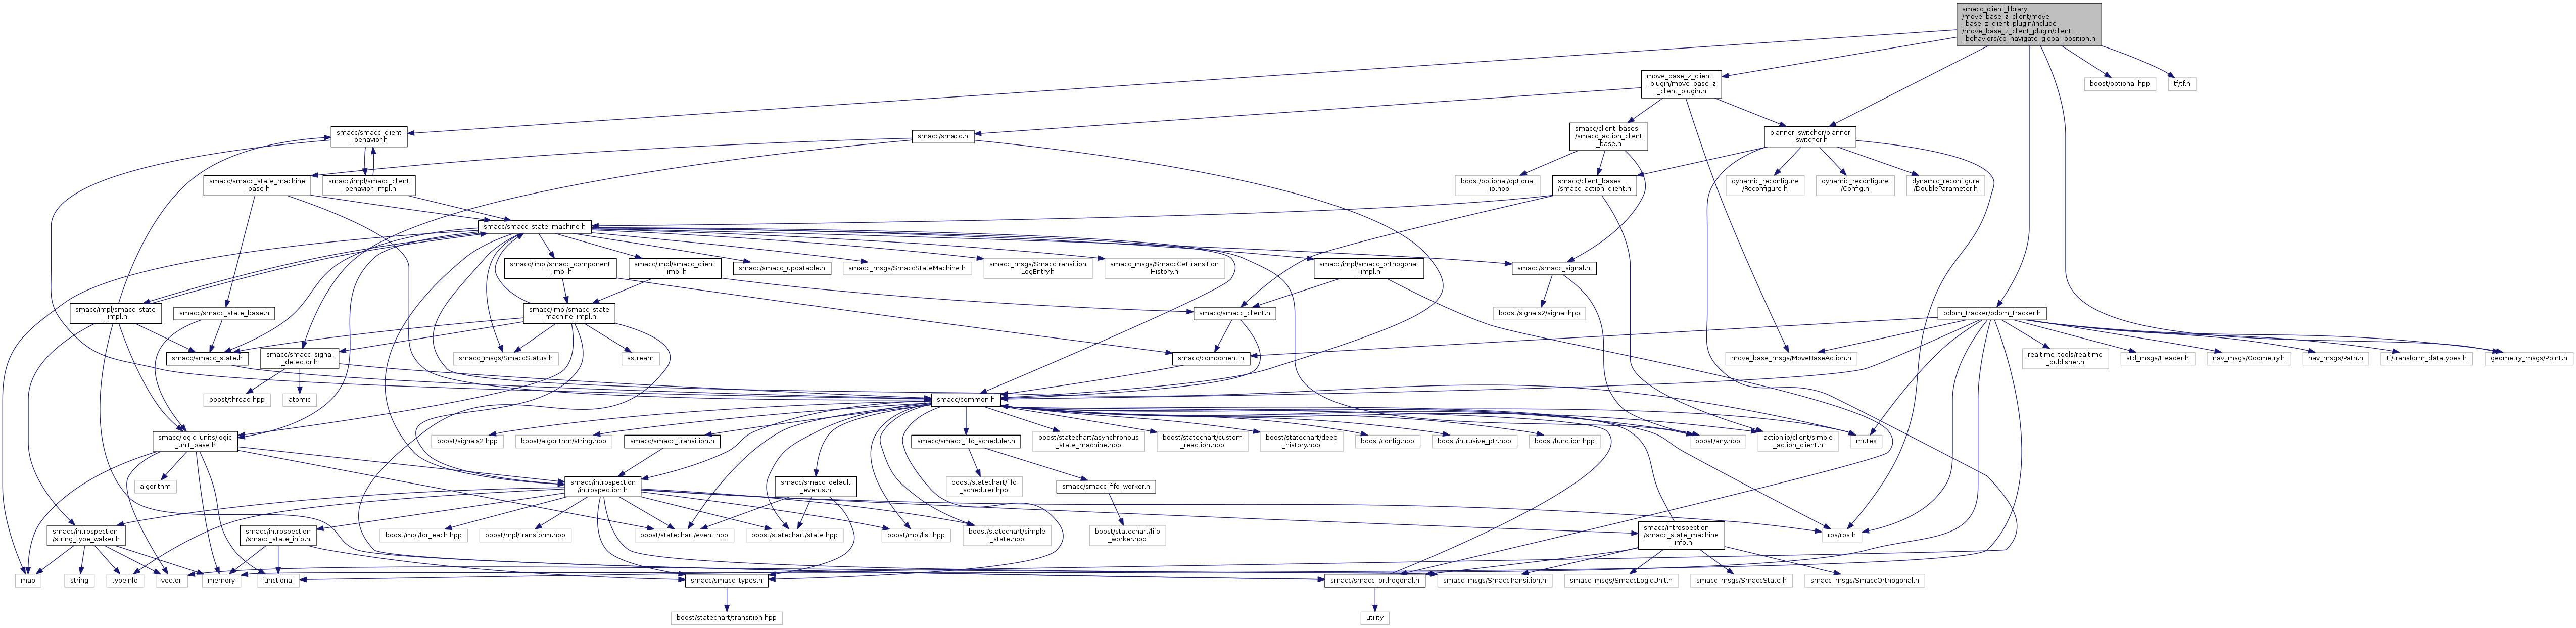 smacc_client_library
/move_base_z_client/move
_base_z_client_plugin/include
/move_base_z_client_plugin/client
_behaviors/cb_navigate_global_position.h
move_base_z_client
_plugin/move_base_z
_client_plugin.h
boost/optional.hpp
tf/tf.h
smacc/smacc_client
_behavior.h
smacc/smacc.h
smacc/client_bases
/smacc_action_client
_base.h
planner_switcher/planner
_switcher.h
smacc/smacc_state_machine
_base.h
smacc/impl/smacc_client
_behavior_impl.h
boost/optional/optional
_io.hpp
smacc/client_bases
/smacc_action_client.h
dynamic_reconfigure
/Reconfigure.h
dynamic_reconfigure
/Config.h
dynamic_reconfigure
/DoubleParameter.h
smacc/smacc_state_machine.h
smacc/impl/smacc_component
_impl.h
smacc/impl/smacc_client
_impl.h
smacc/smacc_updatable.h
smacc_msgs/SmaccStateMachine.h
smacc_msgs/SmaccTransition
LogEntry.h
smacc_msgs/SmaccGetTransition
History.h
smacc/impl/smacc_orthogonal
_impl.h
smacc/smacc_signal.h
smacc/impl/smacc_state
_impl.h
smacc/smacc_state_base.h
smacc/impl/smacc_state
_machine_impl.h
smacc/smacc_client.h
boost/signals2/signal.hpp
odom_tracker/odom_tracker.h
smacc/smacc_state.h
smacc/smacc_signal
_detector.h
smacc_msgs/SmaccStatus.h
sstream
smacc/component.h
move_base_msgs/MoveBaseAction.h
realtime_tools/realtime
_publisher.h
std_msgs/Header.h
nav_msgs/Odometry.h
nav_msgs/Path.h
tf/transform_datatypes.h
geometry_msgs/Point.h
boost/thread.hpp
atomic
smacc/common.h
smacc/logic_units/logic
_unit_base.h
boost/signals2.hpp
boost/algorithm/string.hpp
smacc/smacc_transition.h
smacc/smacc_fifo_scheduler.h
boost/statechart/asynchronous
_state_machine.hpp
boost/statechart/custom
_reaction.hpp
boost/statechart/deep
_history.hpp
boost/config.hpp
boost/intrusive_ptr.hpp
boost/function.hpp
boost/any.hpp
actionlib/client/simple
_action_client.h
mutex
algorithm
smacc/introspection
/introspection.h
smacc/smacc_default
_events.h
boost/statechart/fifo
_scheduler.hpp
smacc/smacc_fifo_worker.h
smacc/introspection
/string_type_walker.h
smacc/introspection
/smacc_state_info.h
boost/mpl/for_each.hpp
boost/mpl/transform.hpp
boost/statechart/event.hpp
boost/statechart/state.hpp
boost/mpl/list.hpp
boost/statechart/simple
_state.hpp
boost/statechart/fifo
_worker.hpp
smacc/introspection
/smacc_state_machine
_info.h
ros/ros.h
map
string
typeinfo
vector
memory
functional
smacc/smacc_types.h
smacc/smacc_orthogonal.h
smacc_msgs/SmaccTransition.h
smacc_msgs/SmaccLogicUnit.h
smacc_msgs/SmaccState.h
smacc_msgs/SmaccOrthogonal.h
boost/statechart/transition.hpp
utility